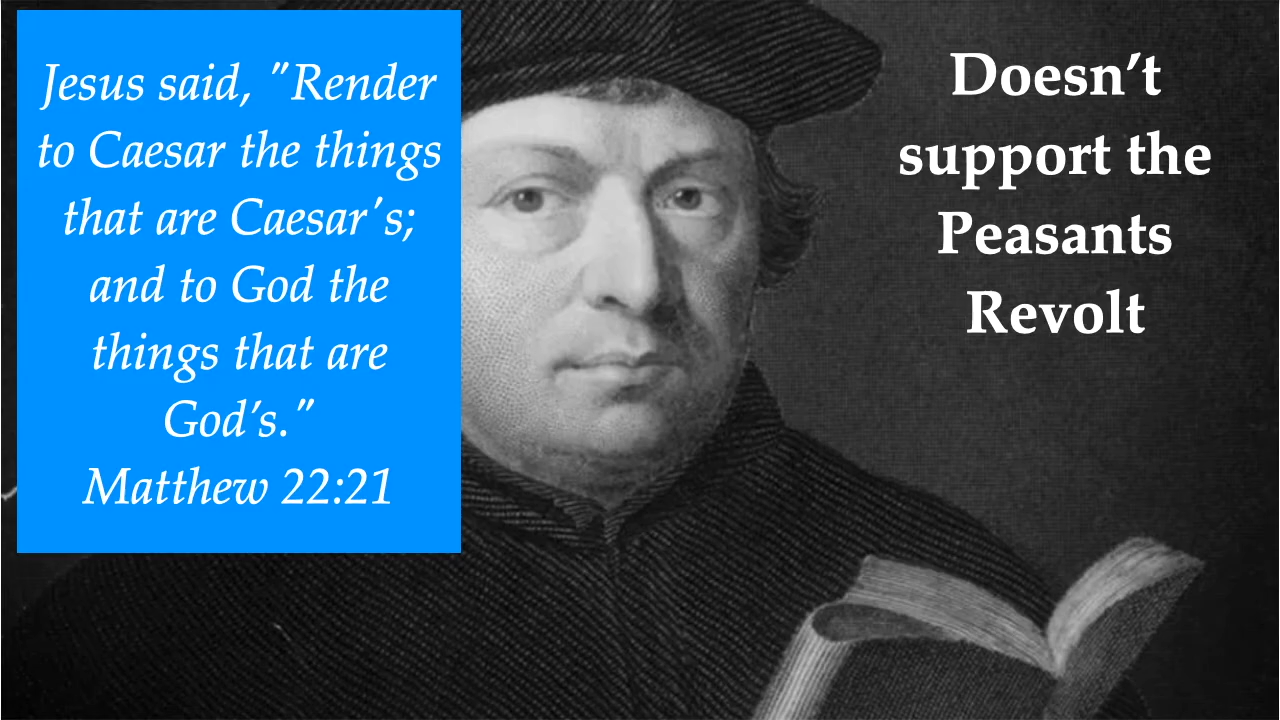 Jesus said, "Render
to Caesar the things
that are Caesar's;
and to God the
things that are
God’s."
Matthew 22:21
Doesn’t
support the
Peasants
Revolt